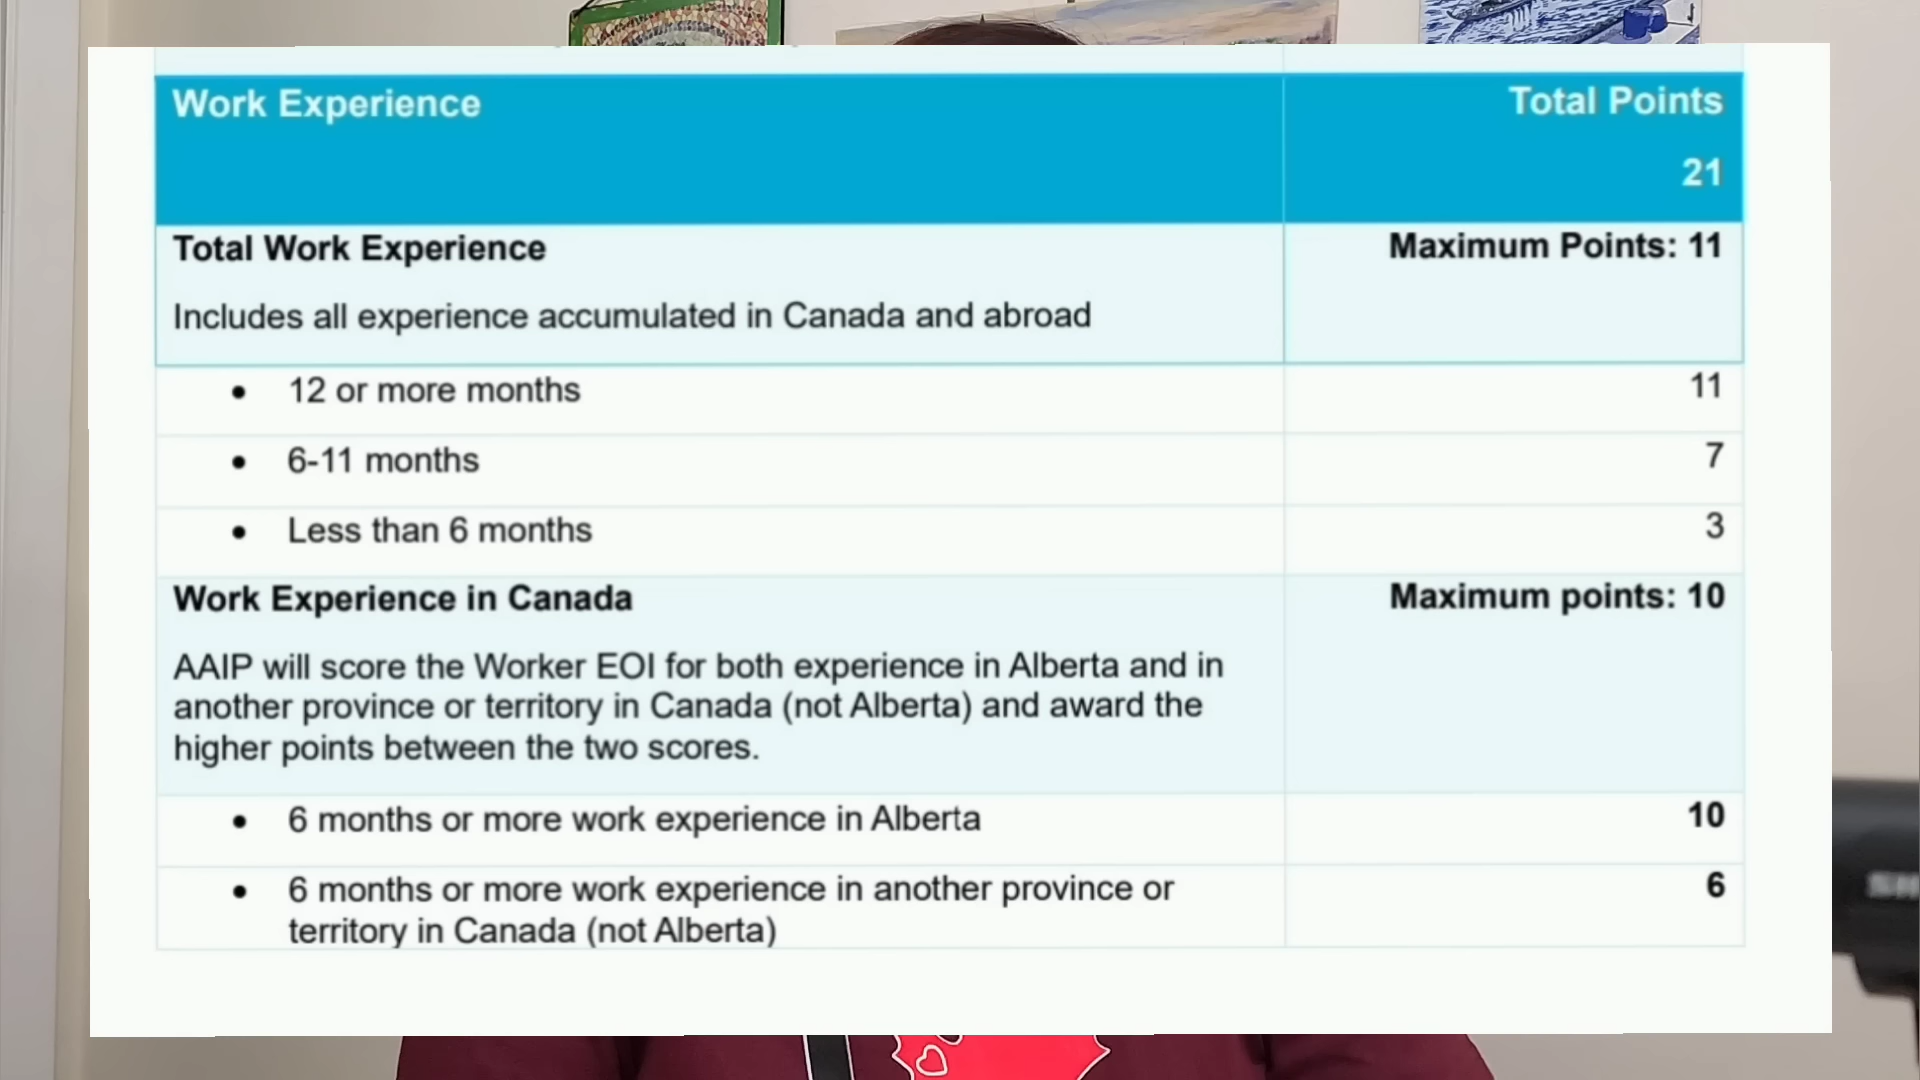 Work Experience
Total Points
21
Total Work Experience
Maximum Points: 11
Includes all experience accumulated in Canada and abroad
• 12 or more months
11
• 6-11 months
7
• Less than 6 months
3
Work Experience in Canada
Maximum points: 10
AAIP will score the Worker EOI for both experience in Alberta and in
another province or territory in Canada (not Alberta) and award the
higher points between the two scores.
• 6 months or more work experience in Alberta
10
• 6 months or more work experience in another province or
territory in Canada (not Alberta)
6